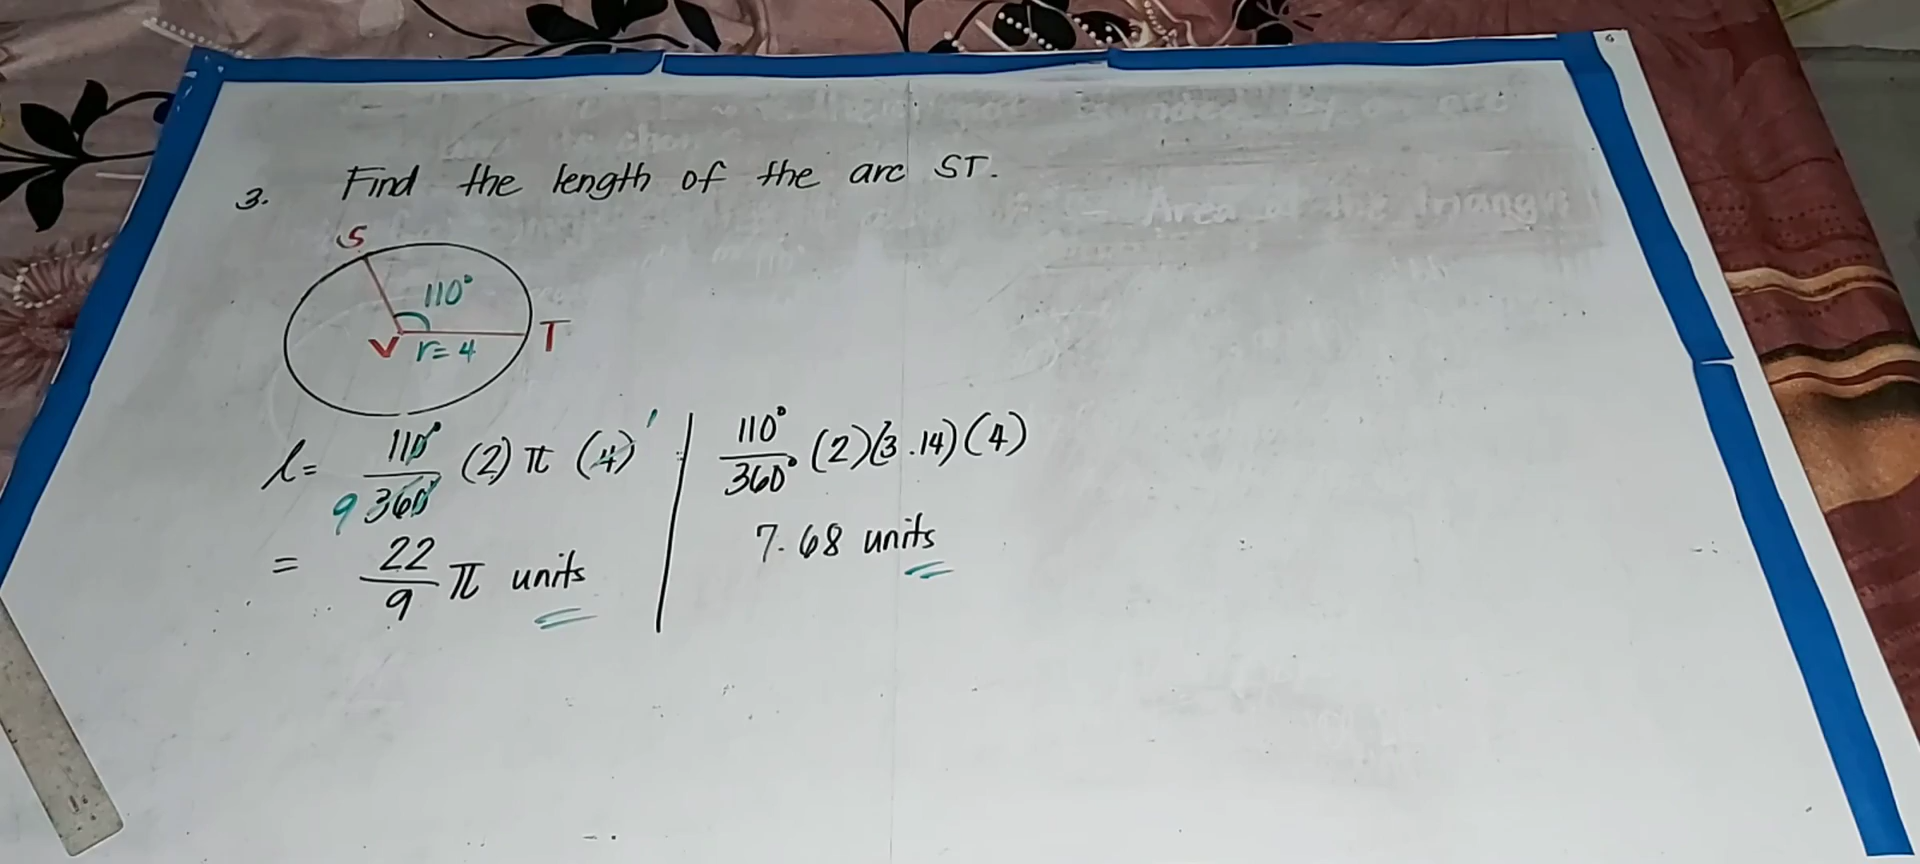 3. Find the length of the arc ST.
S
110°
V r = 4 T
l = 110°/360° (2) π (4) 1
9
= 22/9 π units
110°/360° (2)(3.14)(4)
7.68 units